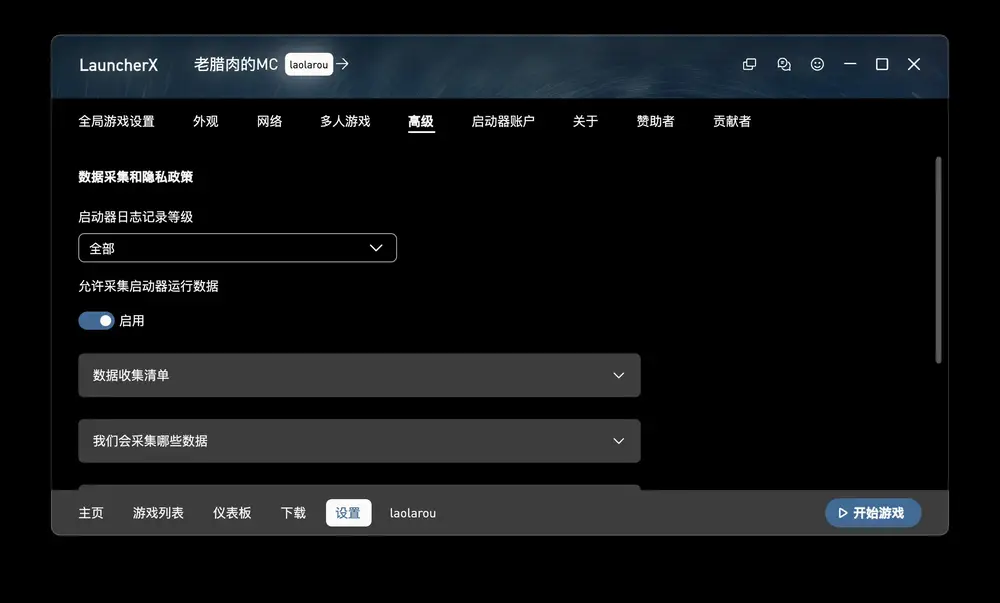 LauncherX 老腊肉的MC laolarou
全局游戏设置 外观 网络 多人游戏 高级 启动器账户 关于 赞助者 贡献者
数据采集和隐私政策
启动器日志记录等级
全部
允许采集启动器运行数据
启用
数据收集清单
我们会采集哪些数据
主页 游戏列表 仪表板 下载 设置 laolarou 开始游戏